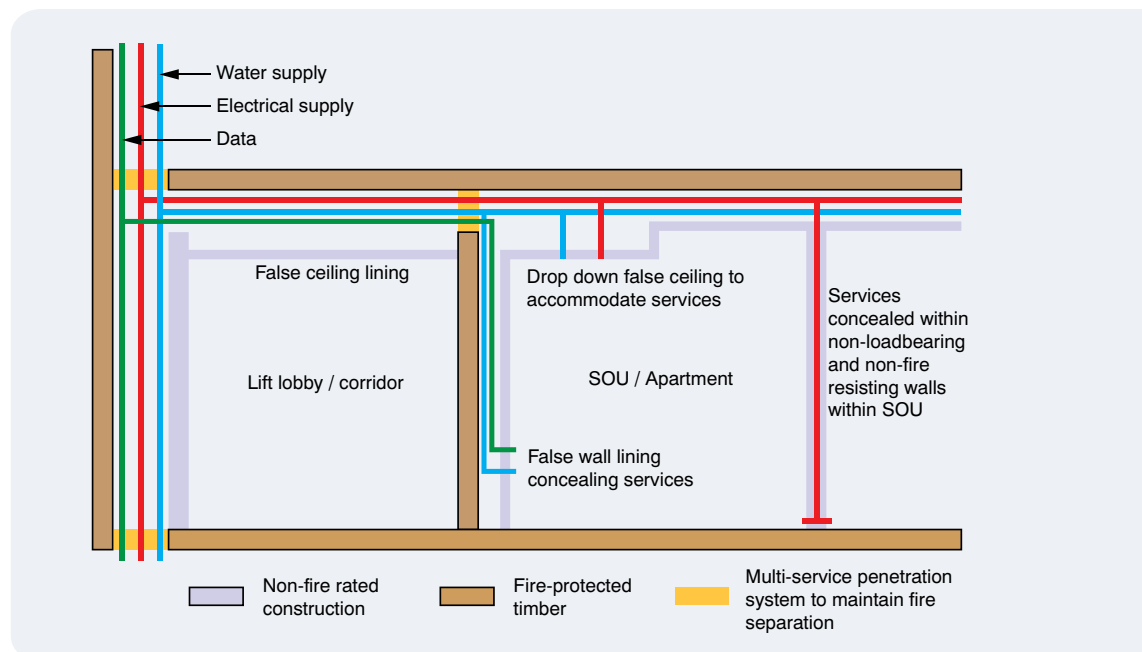 Water supply
Electrical supply
Data
False ceiling lining
Drop down false ceiling to
accommodate services
Services
concealed within
non-loadbearing
and non-fire
resisting walls
within SOU
Lift lobby / corridor
SOU / Apartment
False wall lining
concealing services
Non-fire rated
construction
Fire-protected
timber
Multi-service penetration
system to maintain fire
separation